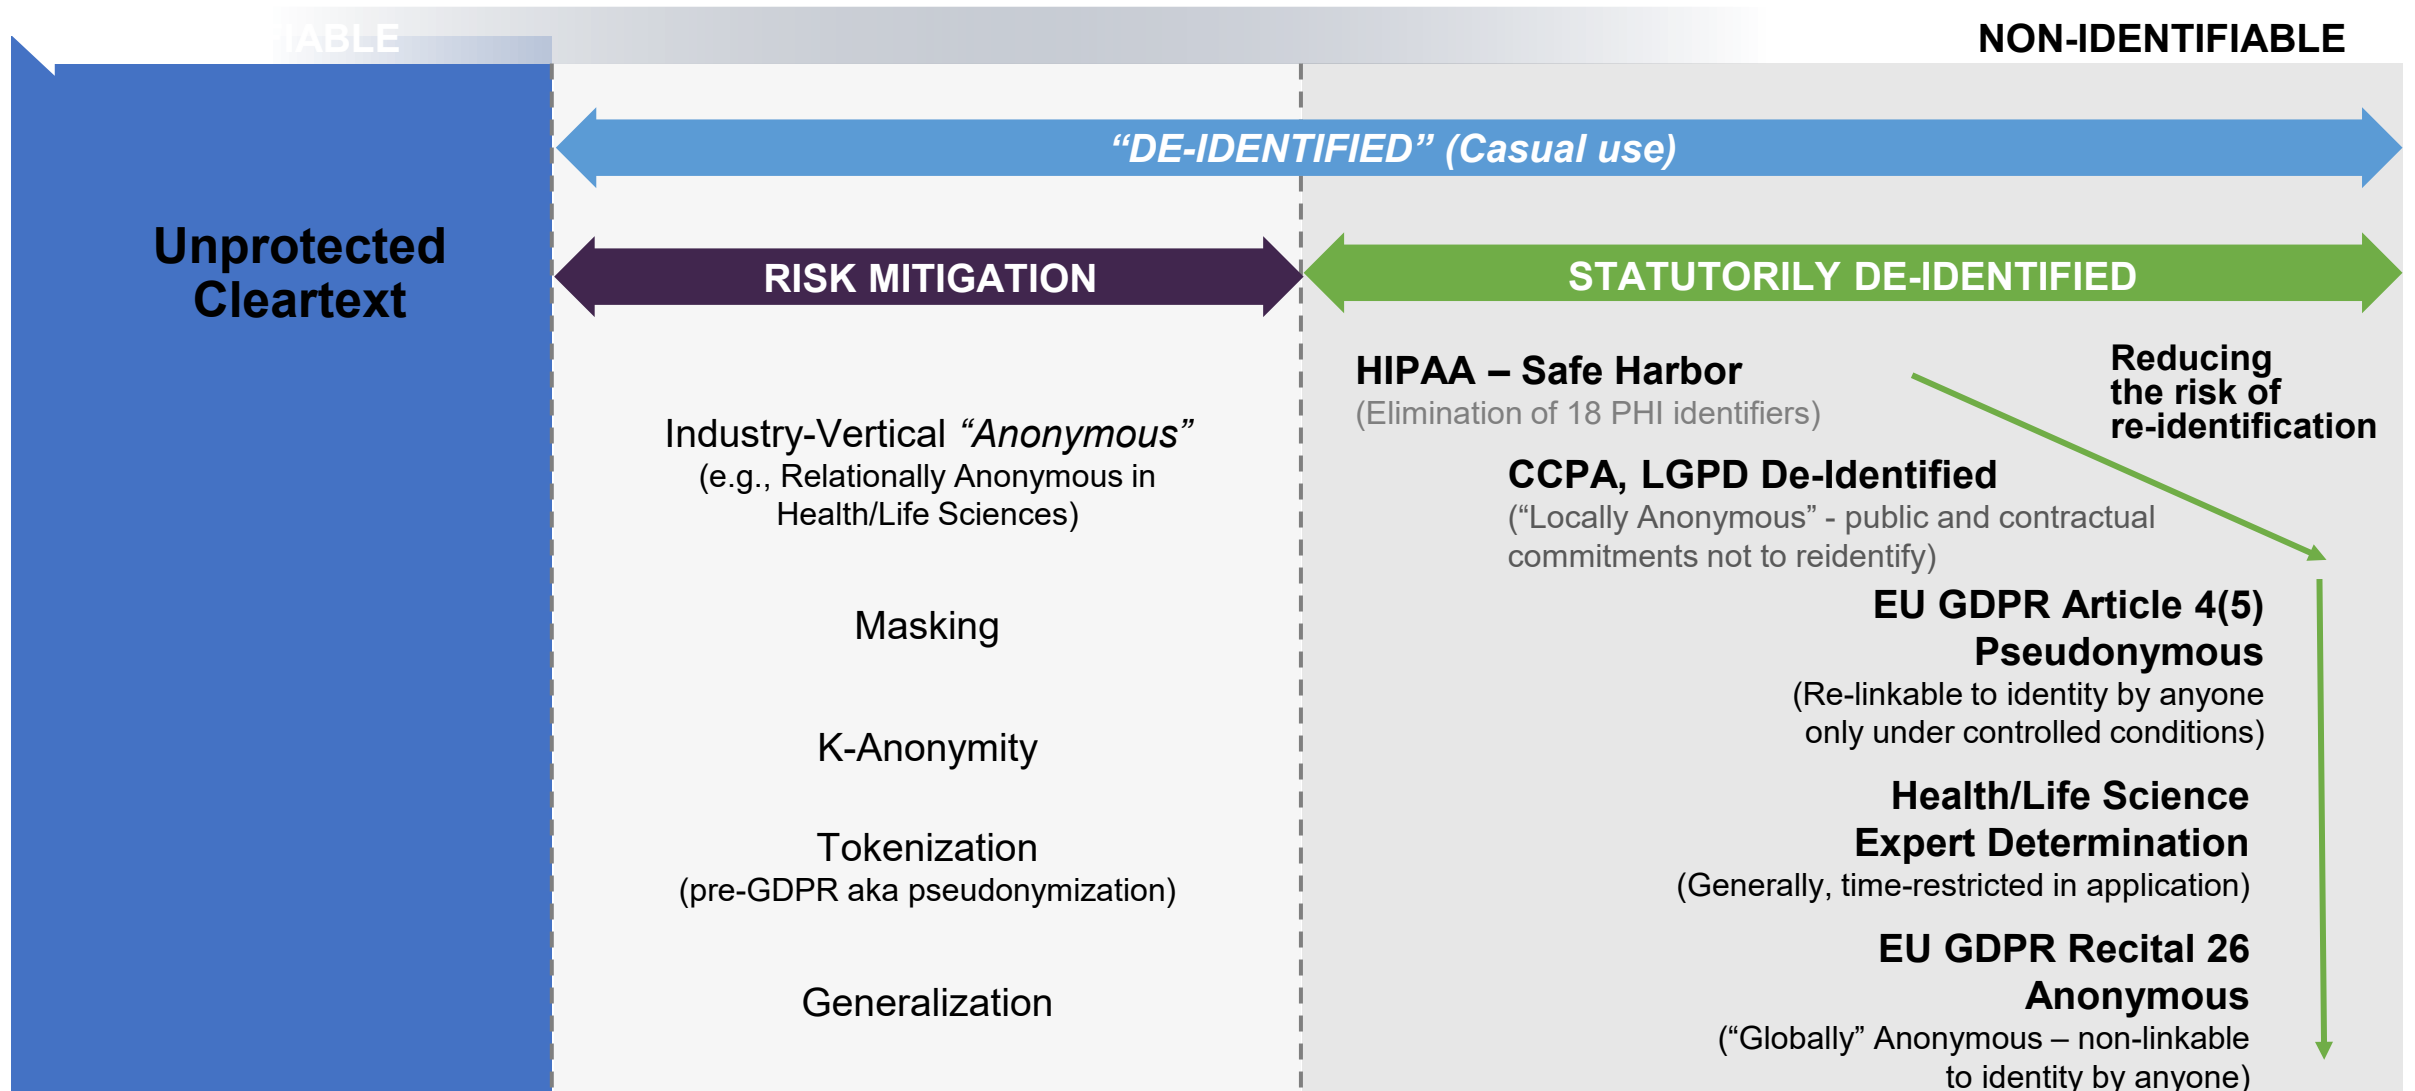 NON-IDENTIFIABLE
“DE-IDENTIFIED” (Casual use)
Unprotected
Cleartext
RISK MITIGATION
STATUTORILY DE-IDENTIFIED
Industry-Vertical “Anonymous”
(e.g., Relationally Anonymous in
Health/Life Sciences)
Masking
K-Anonymity
Tokenization
(pre-GDPR aka pseudonymization)
Generalization
HIPAA – Safe Harbor
(Elimination of 18 PHI identifiers)
Reducing
the risk of
re-identification
CCPA, LGPD De-Identified
(“Locally Anonymous” - public and contractual
commitments not to reidentify)
EU GDPR Article 4(5)
Pseudonymous
(Re-linkable to identity by anyone
only under controlled conditions)
Health/Life Science
Expert Determination
(Generally, time-restricted in application)
EU GDPR Recital 26
Anonymous
(“Globally” Anonymous – non-linkable
to identity by anyone)